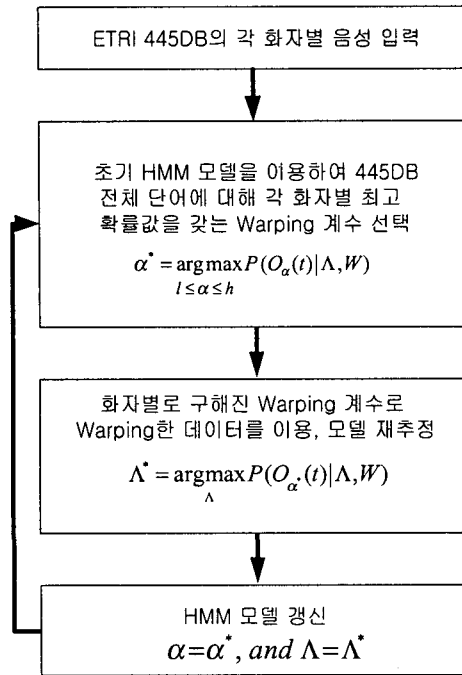 ETRI 445DB의 각 화자별 음성 입력
초기 HMM 모델을 이용하여 445DB
전체 단어에 대해 각 화자별 최고
확률값을 갖는 Warping 계수 선택
α* = argmax P(O_α(t)|Λ,W)
l≤α≤h
화자별로 구해진 Warping 계수로
Warping한 데이터를 이용, 모델 재추정
Λ* = argmax P(O_α*(t)|Λ,W)
Λ
HMM 모델 갱신
α=α*, and Λ=Λ*